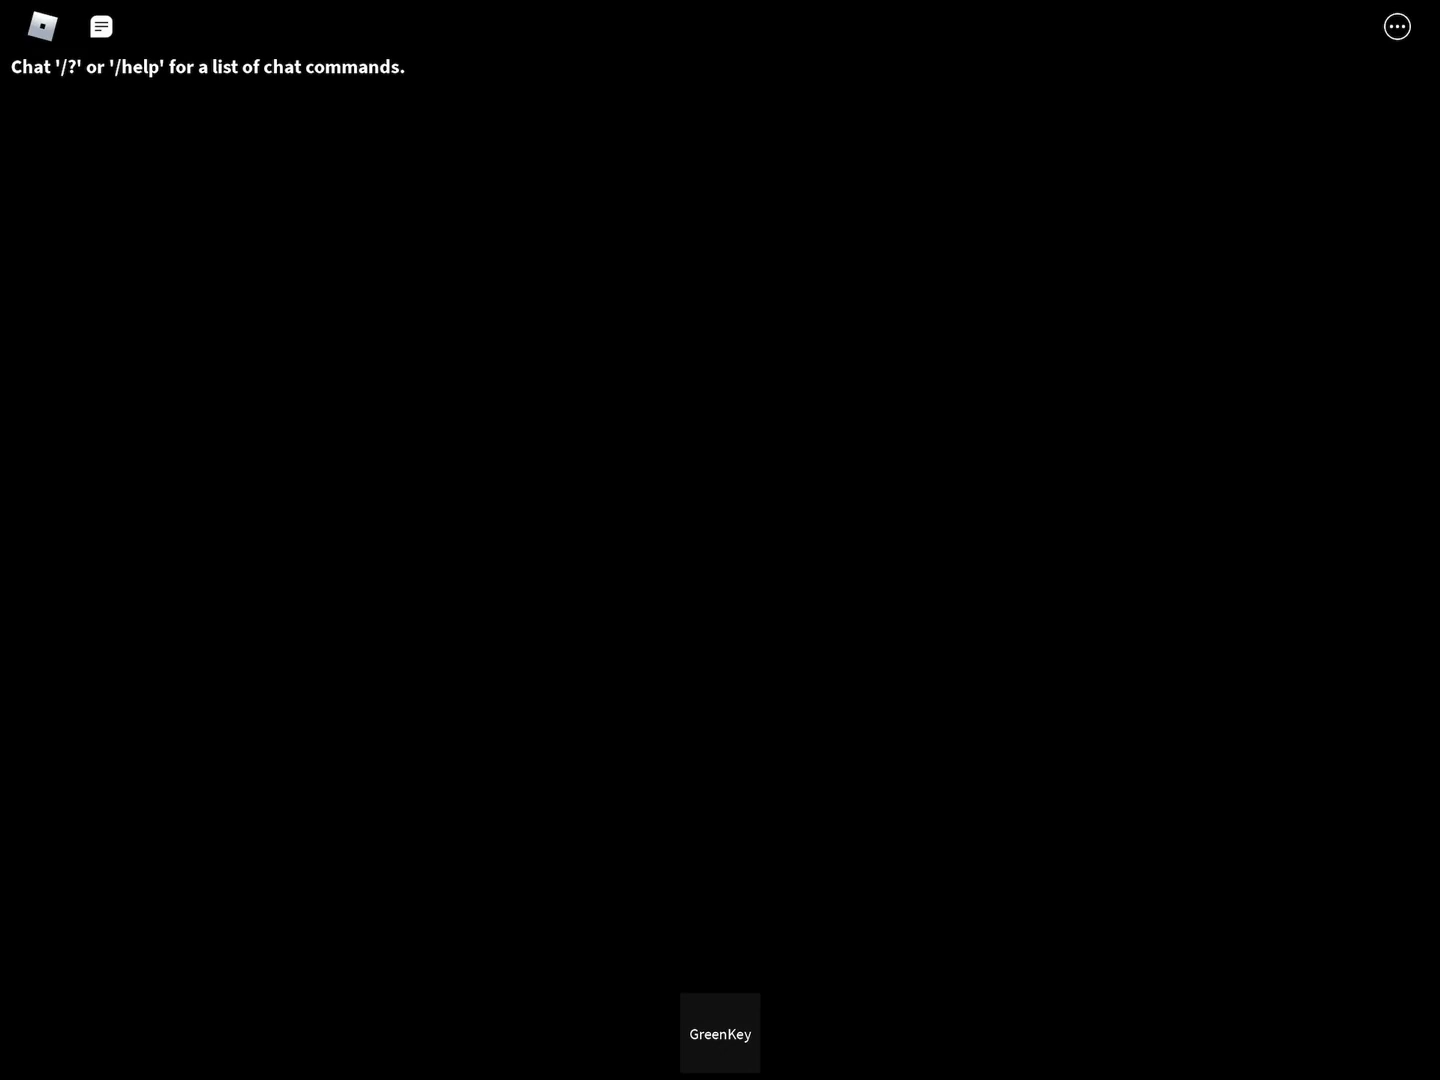 Chat '/?' or '/help' for a list of chat commands.
GreenKey